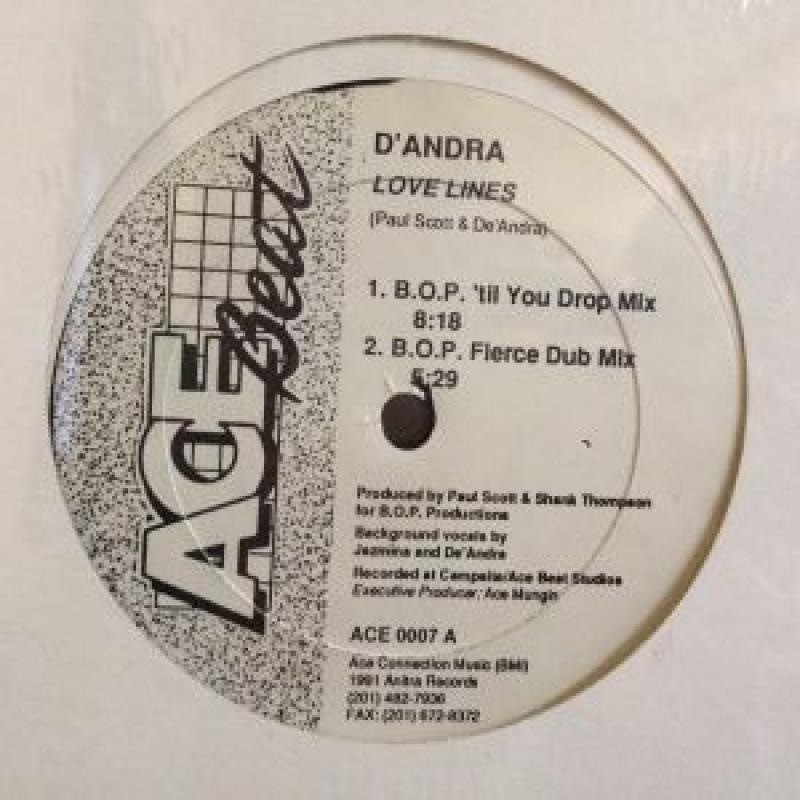 ACE Beat
D'ANDRA
LOVE LINES
(Paul Scott & De'Andra)
1. B.O.P. 'til You Drop Mix
8:18
2. B.O.P. Fierce Dub Mix
5:29
Produced by Paul Scott & Shank Thompson
for B.O.P. Productions
Background vocals by
Jasmina and De'Andra
Recorded at Campelar/Ace Beat Studios
Executive Producer; Ace Mungin
ACE 0007 A
Ace Connection Music (BMI)
1991 Anitra Records
(201) 482-7936
FAX: (201) 672-8372